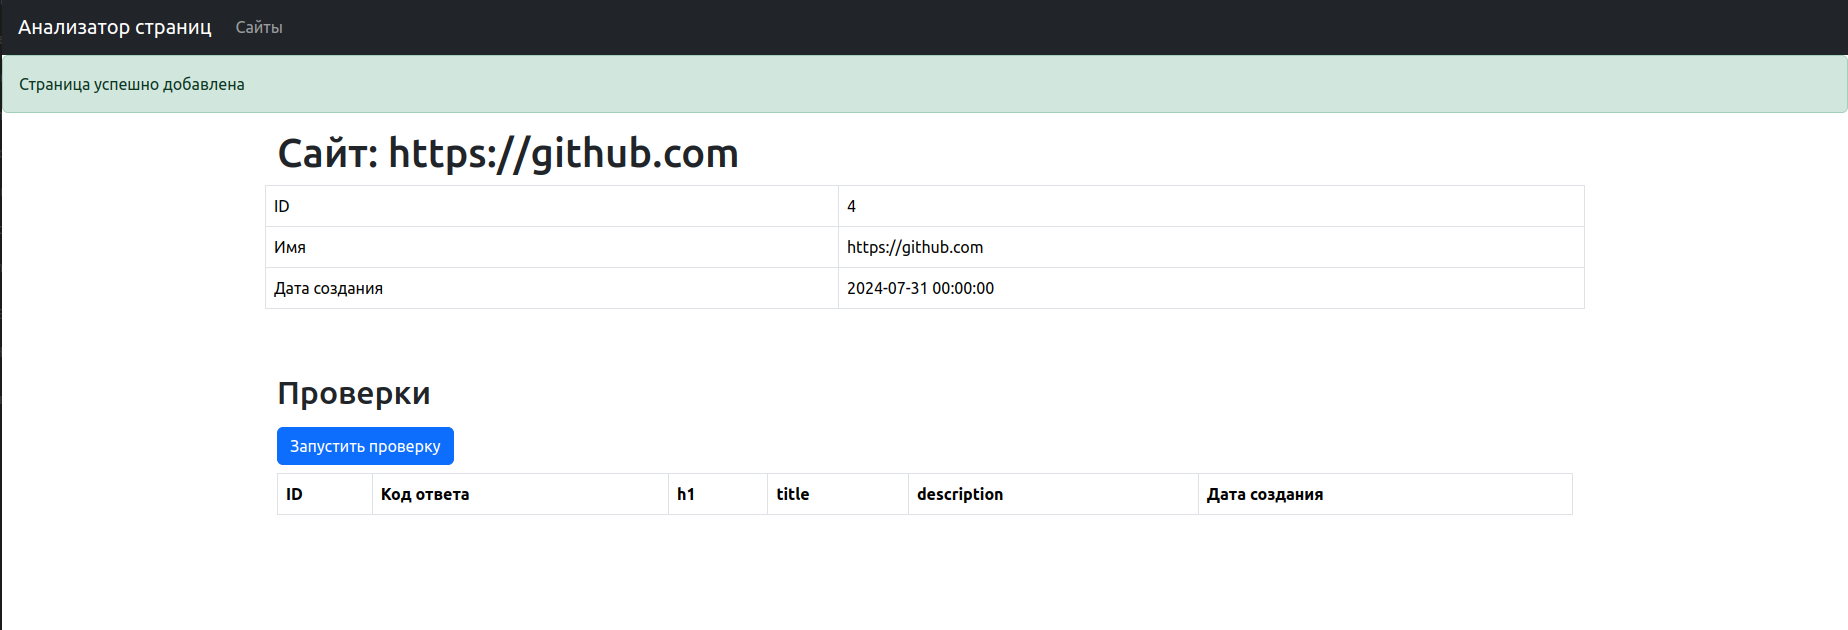 Анализатор страниц Сайты
Страница успешно добавлена
Сайт: https://github.com
ID 4
Имя https://github.com
Дата создания 2024-07-31 00:00:00
Проверки
Запустить проверку
ID Код ответа h1 title description Дата создания